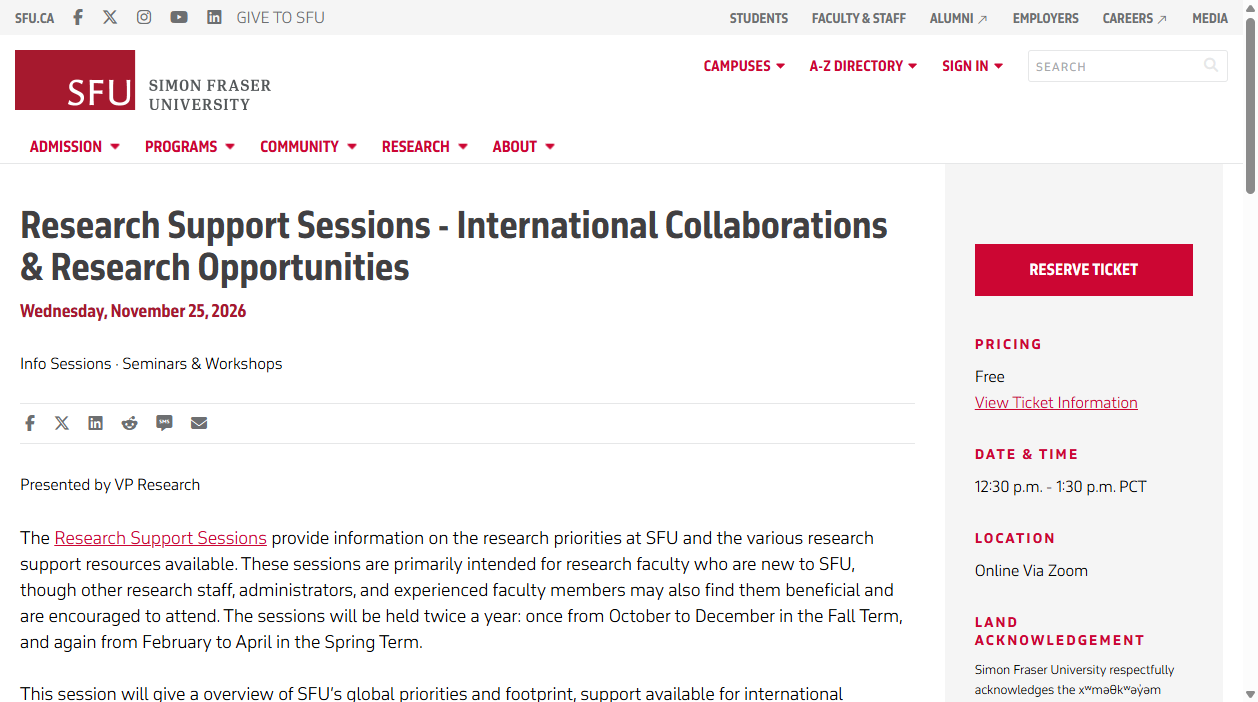 SFU.CA GIVE TO SFU STUDENTS FACULTY & STAFF ALUMNI EMPLOYERS CAREERS MEDIA
SFU SIMON FRASER
UNIVERSITY
CAMPUSES A-Z DIRECTORY SIGN IN SEARCH
ADMISSION PROGRAMS COMMUNITY RESEARCH ABOUT
Research Support Sessions - International Collaborations
& Research Opportunities
Wednesday, November 25, 2026
Info Sessions · Seminars & Workshops
SMS
Presented by VP Research
The Research Support Sessions provide information on the research priorities at SFU and the various research
support resources available. These sessions are primarily intended for research faculty who are new to SFU,
though other research staff, administrators, and experienced faculty members may also find them beneficial and
are encouraged to attend. The sessions will be held twice a year: once from October to December in the Fall Term,
and again from February to April in the Spring Term.
This session will give a overview of SFU's global priorities and footprint, support available for international
RESERVE TICKET
PRICING
Free
View Ticket Information
DATE & TIME
12:30 p.m. - 1:30 p.m. PCT
LOCATION
Online Via Zoom
LAND
ACKNOWLEDGEMENT
Simon Fraser University respectfully
acknowledges the xʷməθkʷəy̓əm